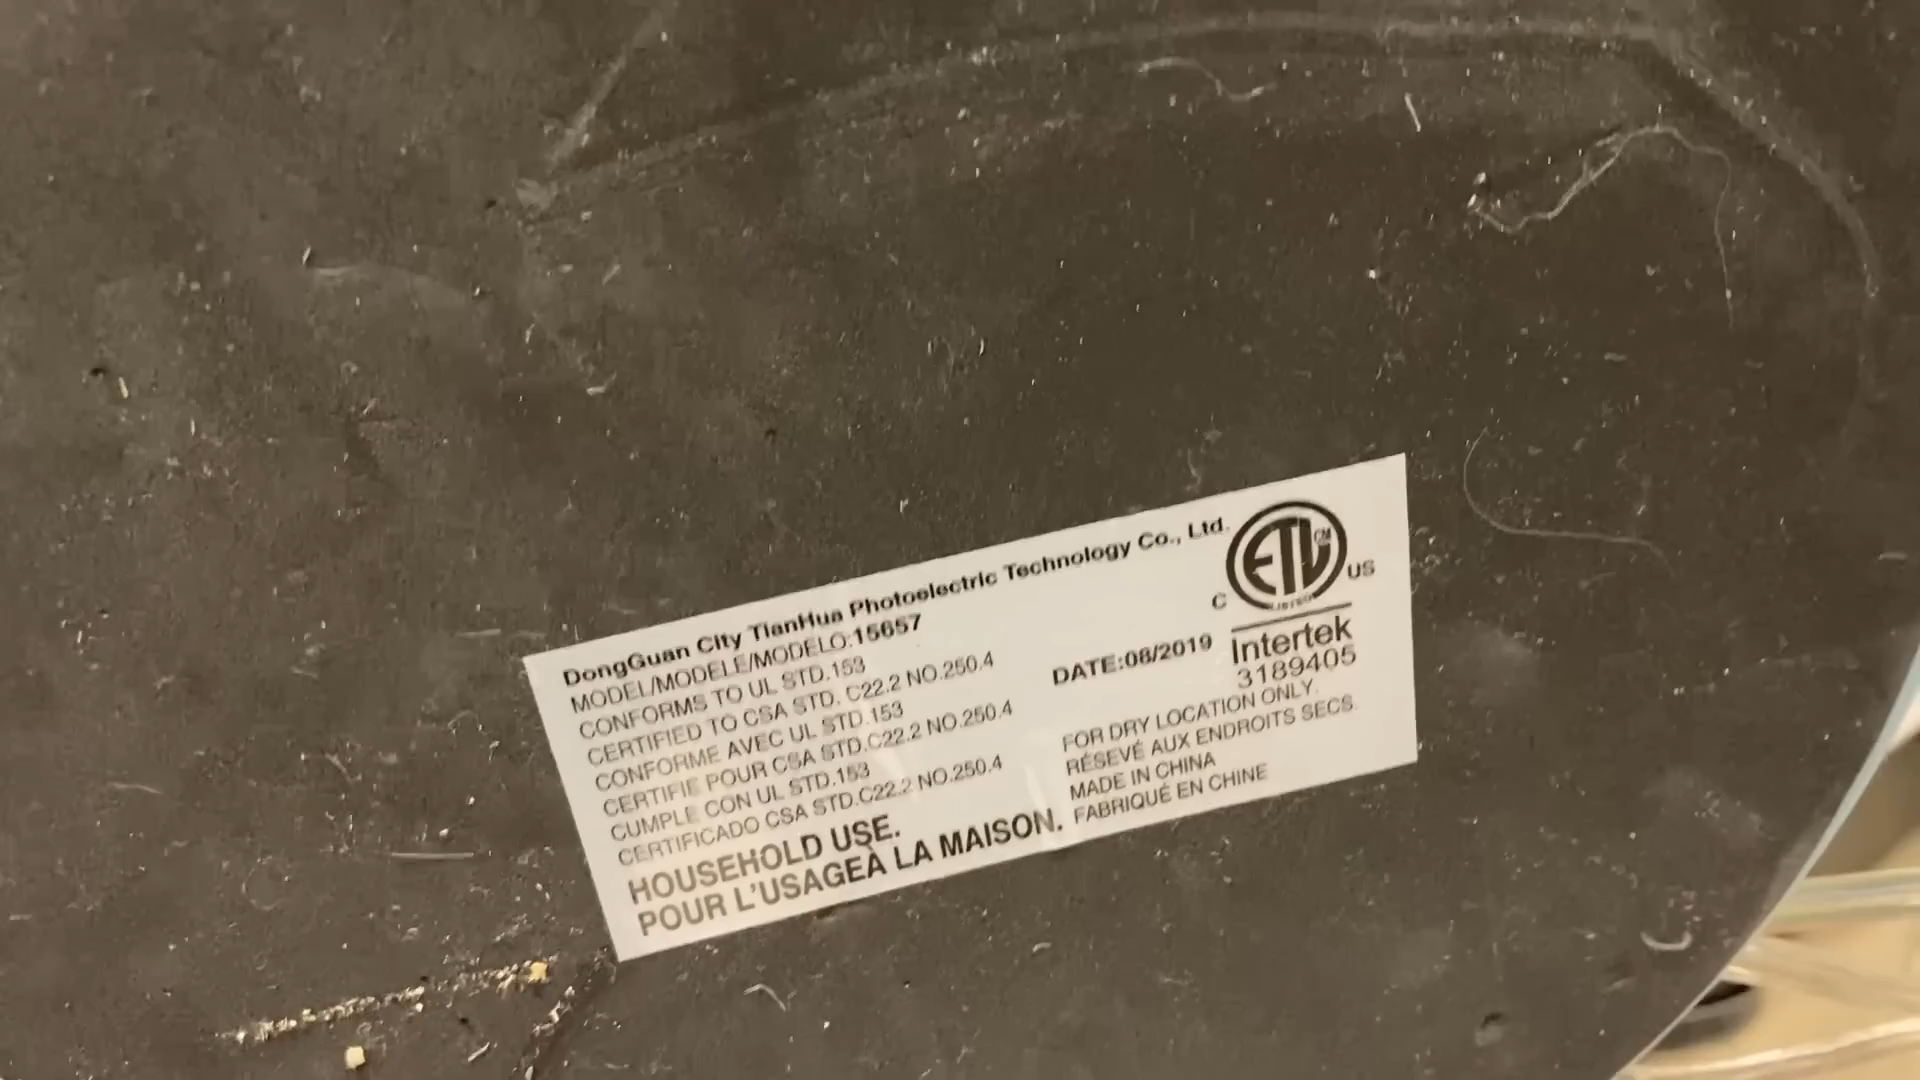 DongGuan City TianHua Photoelectric Technology Co., Ltd.
MODEL/MODELE/MODELO:15657
CONFORMS TO UL STD.153
CERTIFIED TO CSA STD. C22.2 NO.250.4
CONFORME AVEC UL STD.153
CERTIFIE POUR CSA STD.C22.2 NO.250.4
CUMPLE CON UL STD.153
CERTIFICADO CSA STD.C22.2 NO.250.4
HOUSEHOLD USE.
POUR L'USAGEÀ LA MAISON.
DATE:08/2019
ETL CM
LISTED
C US
Intertek
3189405
FOR DRY LOCATION ONLY.
RÉSEVÉ AUX ENDROITS SECS.
MADE IN CHINA
FABRIQUÉ EN CHINE